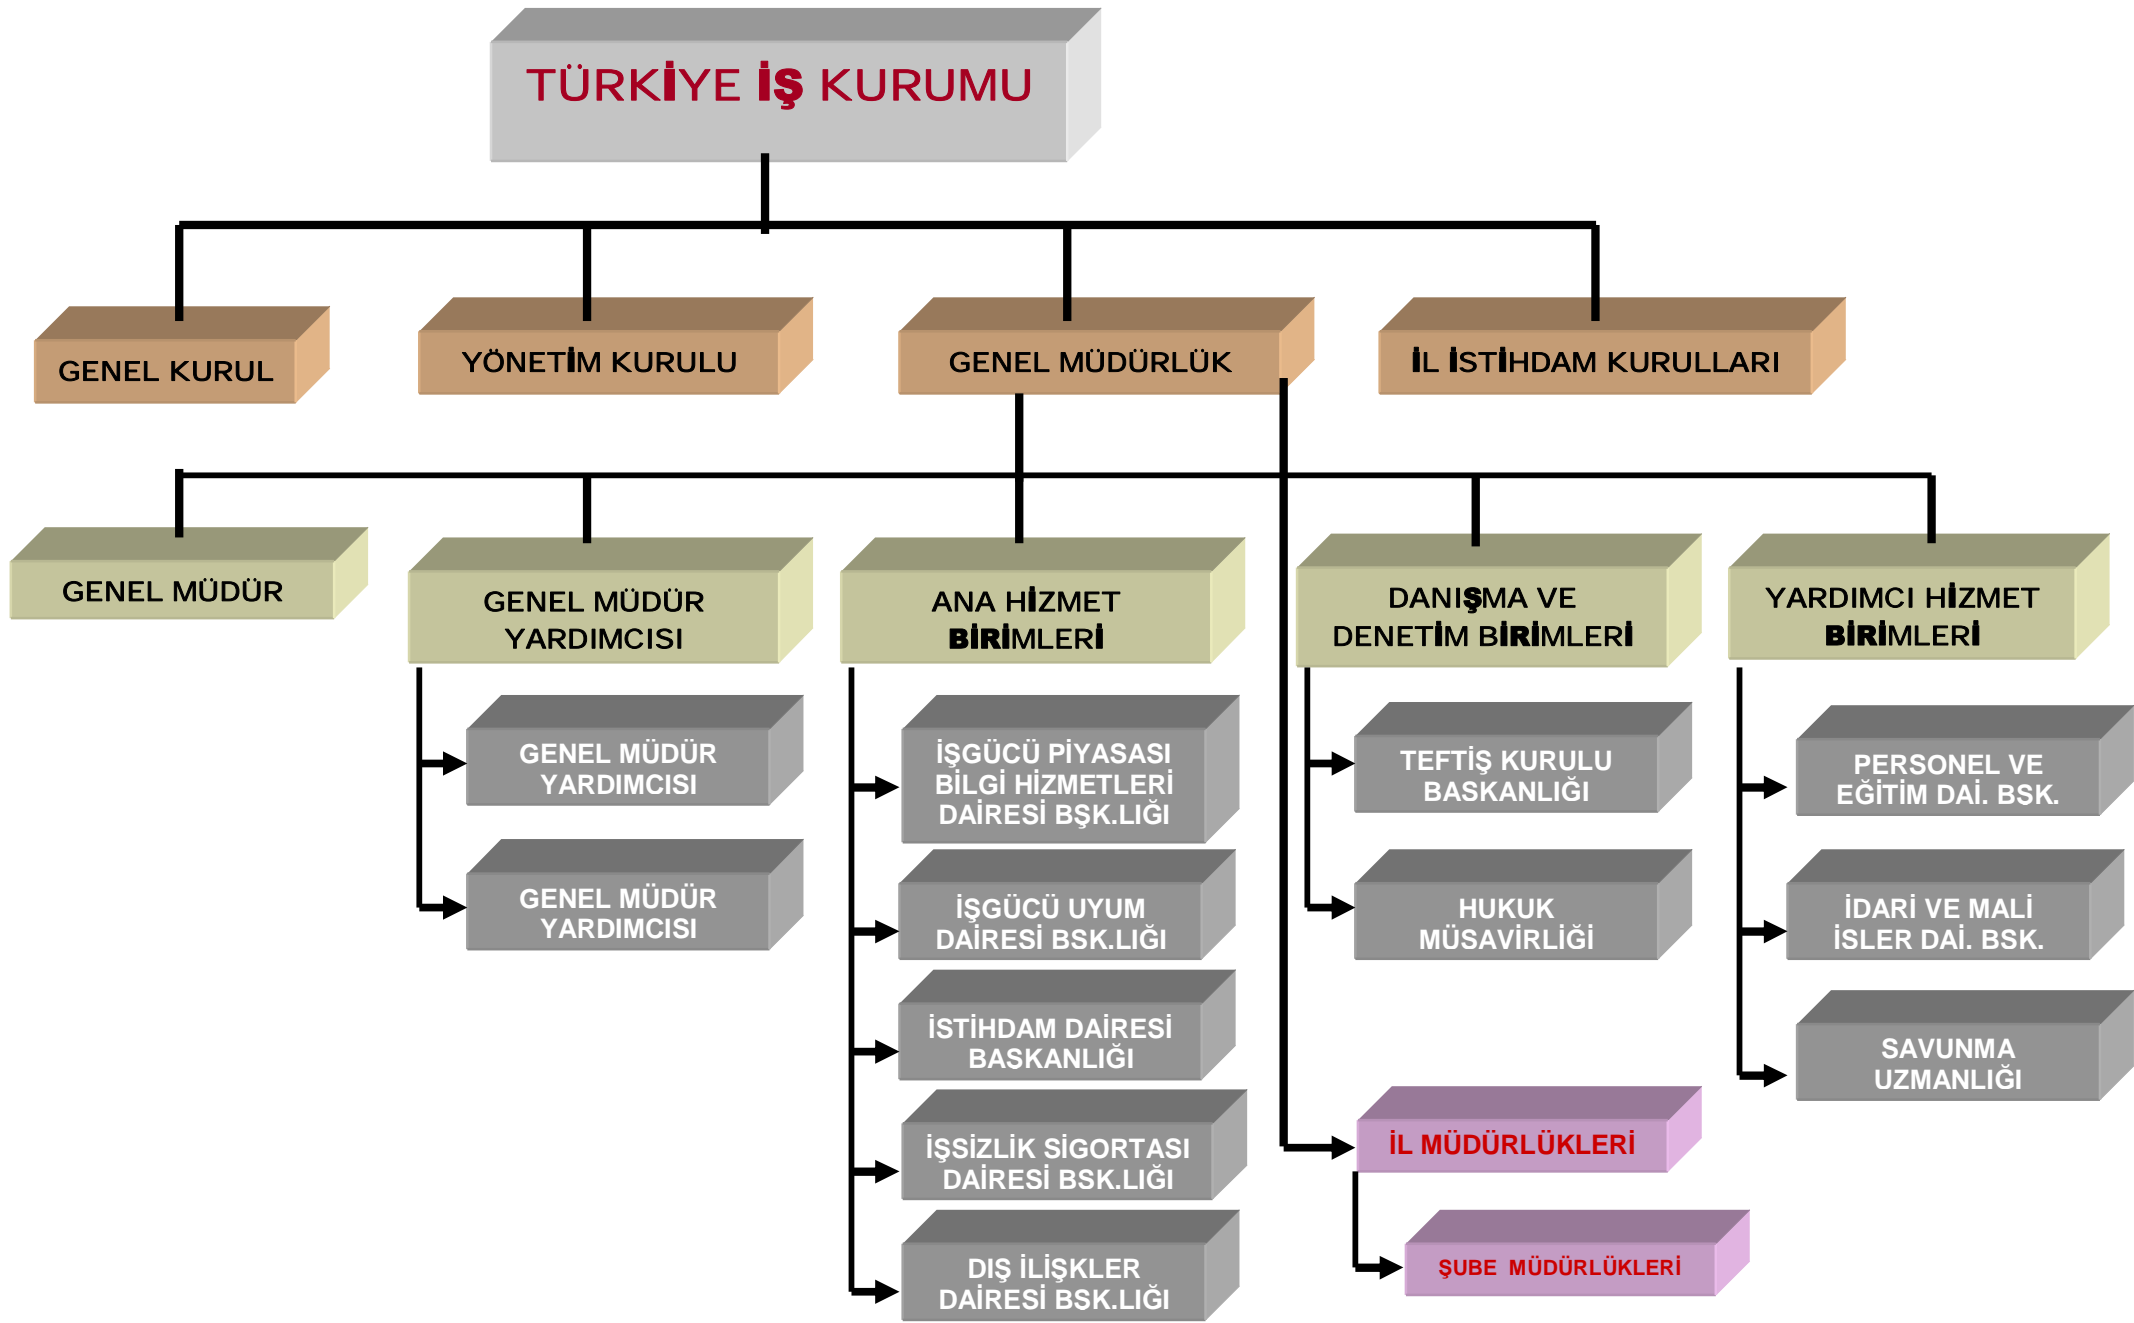 TÜRKİYE İŞ KURUMU
GENEL KURUL
YÖNETİM KURULU
GENEL MÜDÜRLÜK
İL İSTİHDAM KURULLARI
GENEL MÜDÜR
GENEL MÜDÜR
YARDIMCISI
ANA HİZMET
BİRİMLERİ
DANIŞMA VE
DENETİM BİRİMLERİ
YARDIMCI HİZMET
BİRİMLERİ
GENEL MÜDÜR
YARDIMCISI
GENEL MÜDÜR
YARDIMCISI
İŞGÜCÜ PİYASASI
BİLGİ HİZMETLERİ
DAİRESİ BŞK.LIĞI
İŞGÜCÜ UYUM
DAİRESİ BSK.LIĞI
İSTİHDAM DAİRESİ
BASKANLIĞI
İŞSİZLİK SİGORTASI
DAİRESİ BSK.LIĞI
DIŞ İLİŞKLER
DAİRESİ BSK.LIĞI
TEFTİŞ KURULU
BASKANLIĞI
HUKUK
MÜSAVİRLİĞİ
İL MÜDÜRLÜKLERİ
ŞUBE MÜDÜRLÜKLERİ
PERSONEL VE
EĞİTİM DAİ. BSK.
İDARİ VE MALİ
İSLER DAİ. BSK.
SAVUNMA
UZMANLIĞI